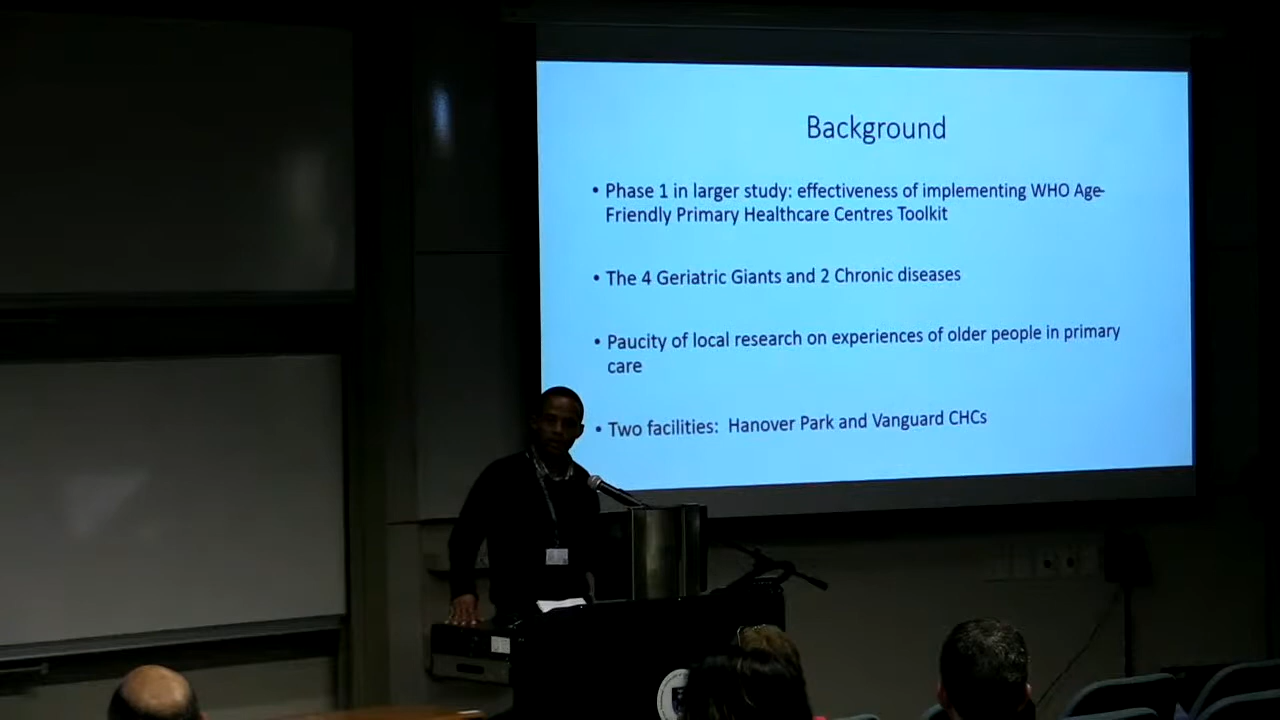 Background
• Phase 1 in larger study: effectiveness of implementing WHO Age-
Friendly Primary Healthcare Centres Toolkit
• The 4 Geriatric Giants and 2 Chronic diseases
• Paucity of local research on experiences of older people in primary
care
• Two facilities: Hanover Park and Vanguard CHCs